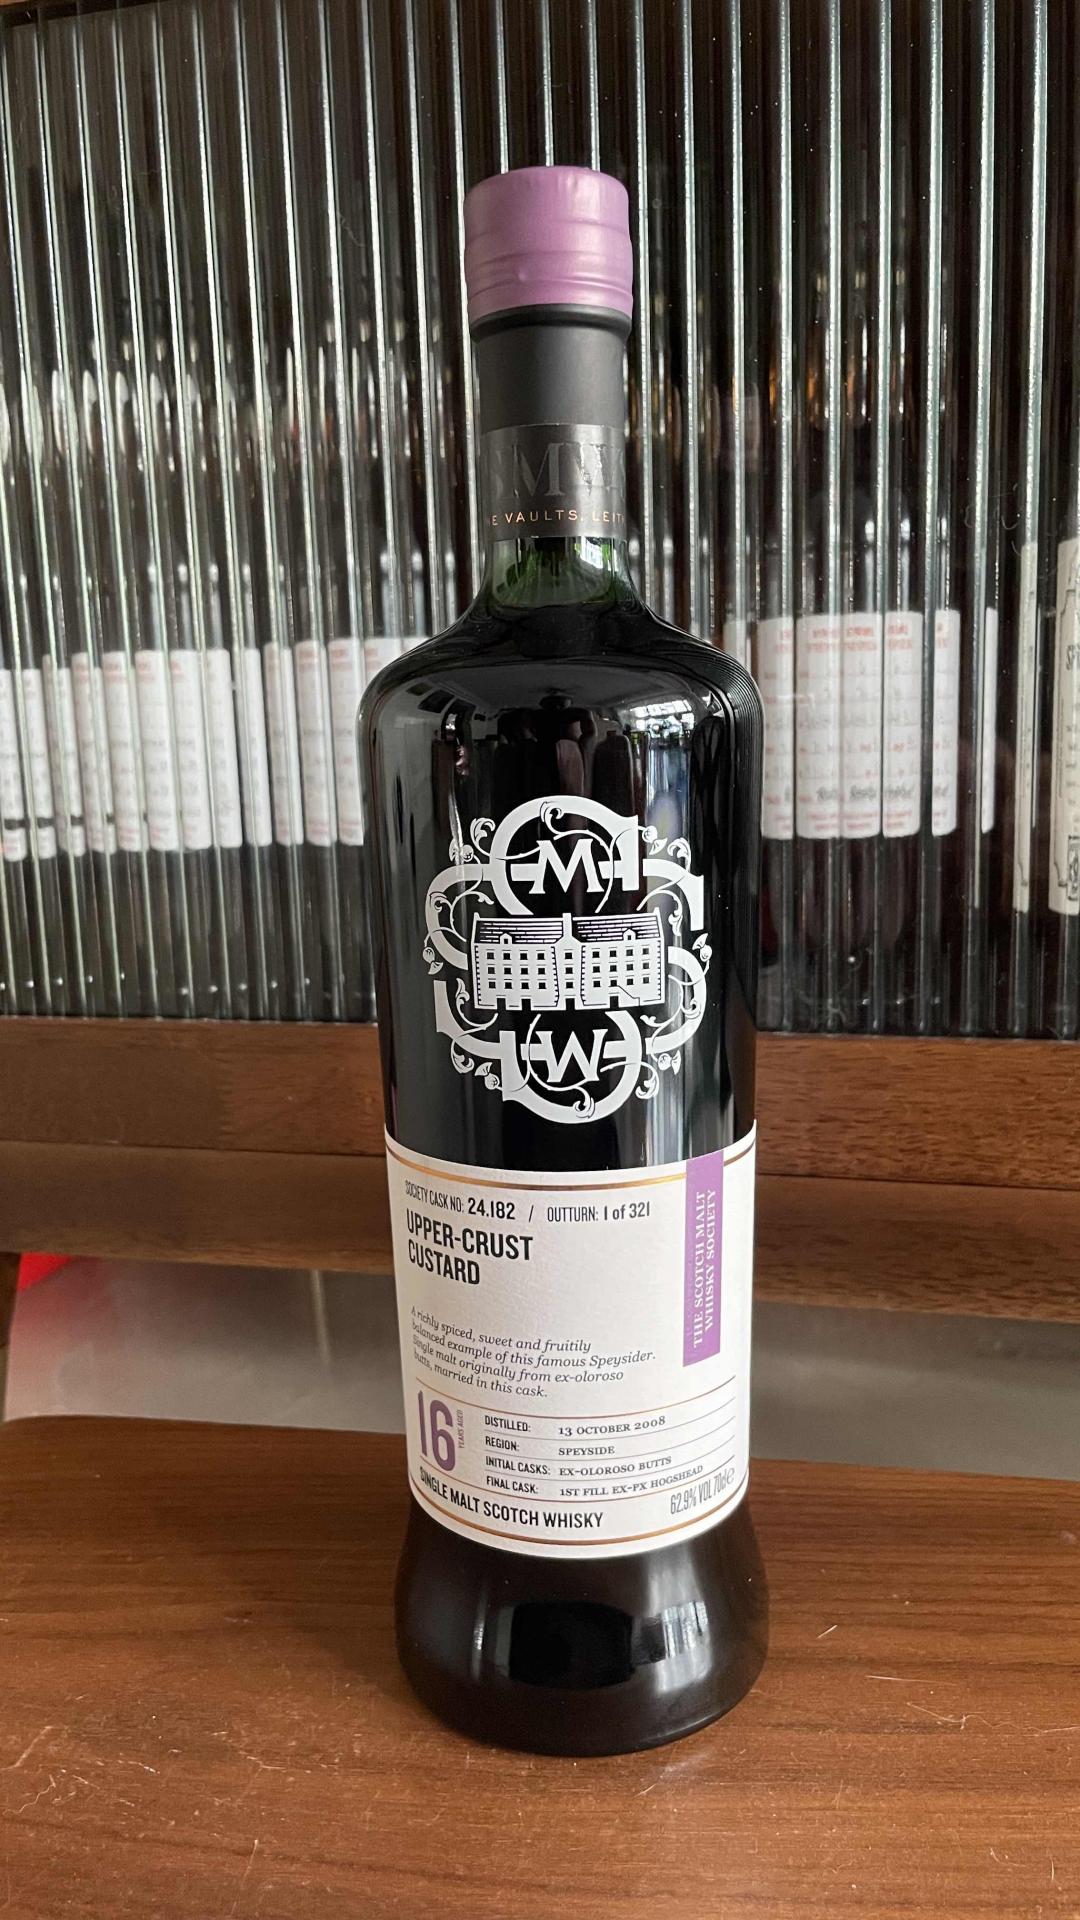 SMW
E VAULTS, LEITH
M
W
SOCIETY CASK NO: 24.182 / OUTTURN: 1 of 321
UPPER-CRUST
CUSTARD
A richly spiced, sweet and fruitily
balanced example of this famous Speysider.
Single malt originally from ex-oloroso
butts, married in this cask.
THE SCOTCH MALT
WHISKY SOCIETY
16
YEARS AGED
DISTILLED: 13 OCTOBER 2008
REGION: SPEYSIDE
INITIAL CASKS: EX-OLOROSO BUTTS
FINAL CASK: 1ST FILL EX-PX HOGSHEAD
SINGLE MALT SCOTCH WHISKY
62.9% VOL 70cl e